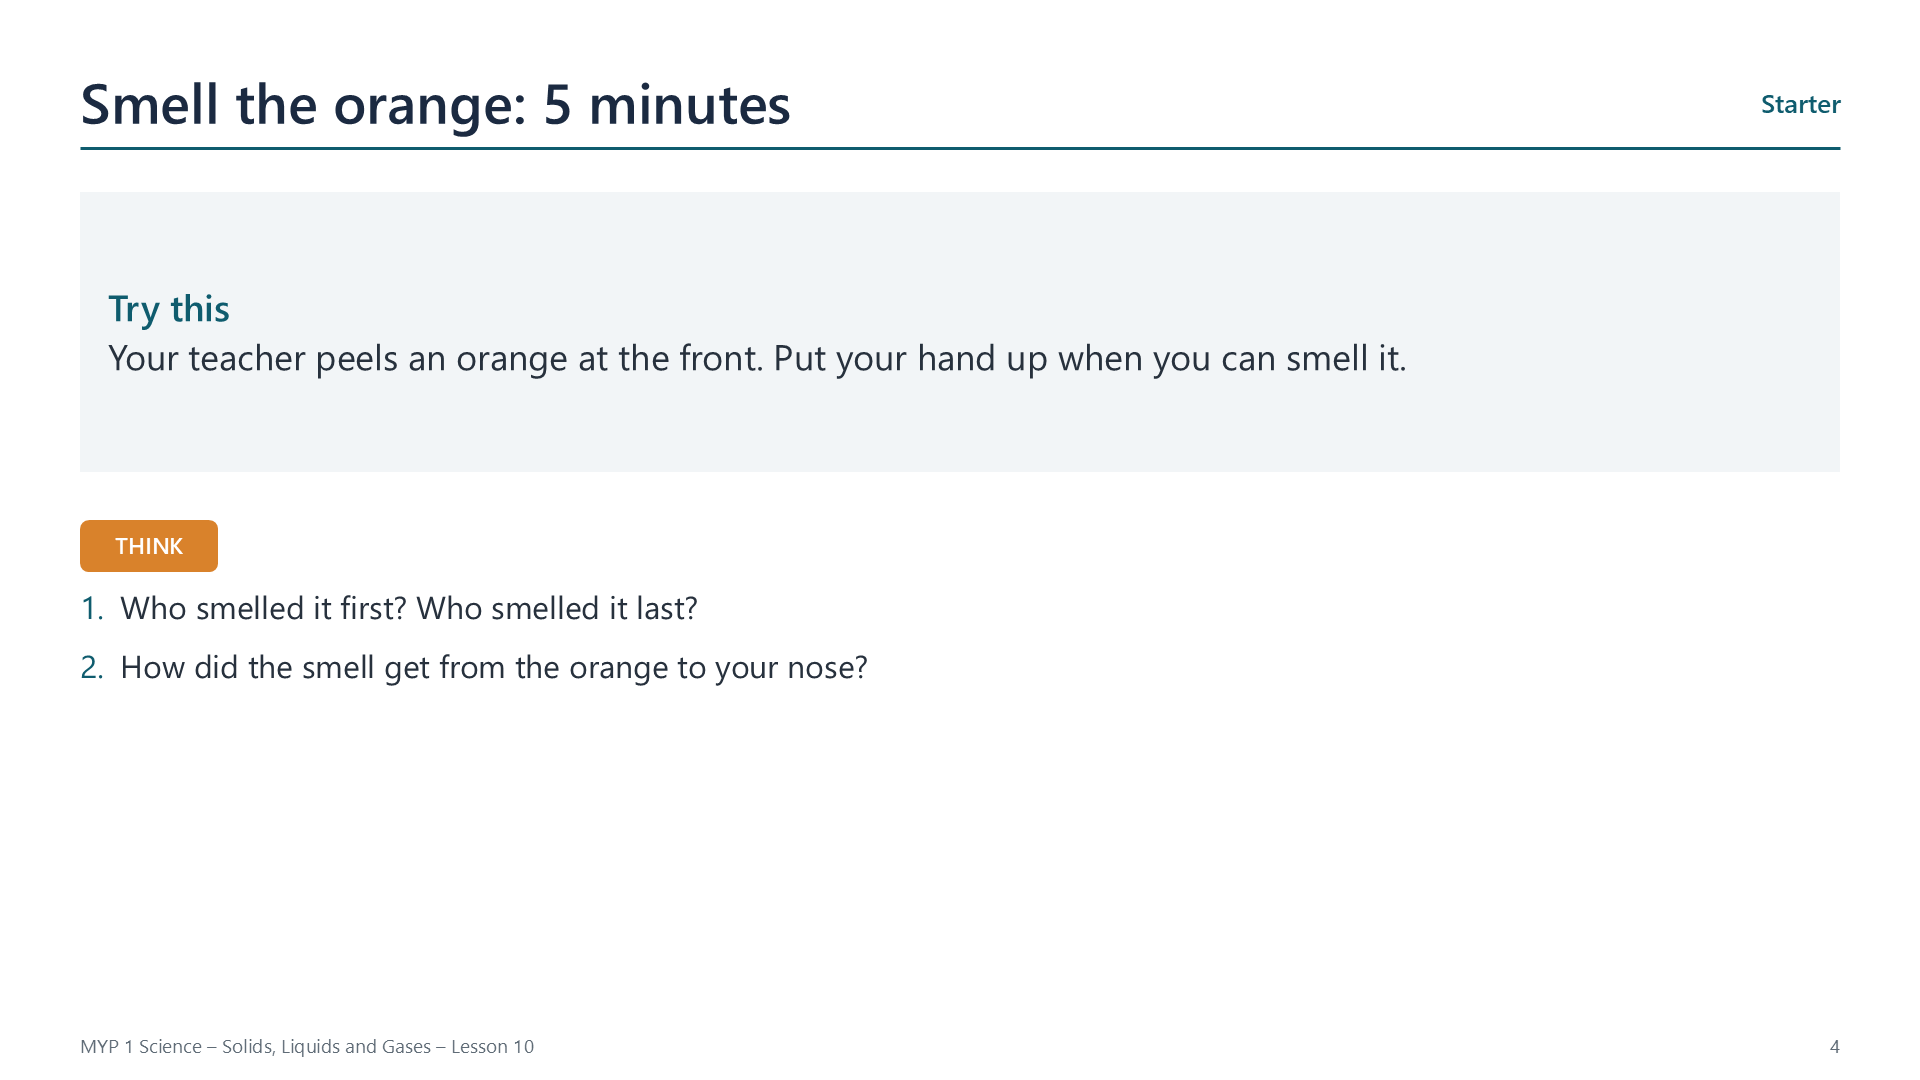 Smell the orange: 5 minutes
Starter
Try this
Your teacher peels an orange at the front. Put your hand up when you can smell it.
THINK
1. Who smelled it first? Who smelled it last?
2. How did the smell get from the orange to your nose?
MYP 1 Science – Solids, Liquids and Gases – Lesson 10
4